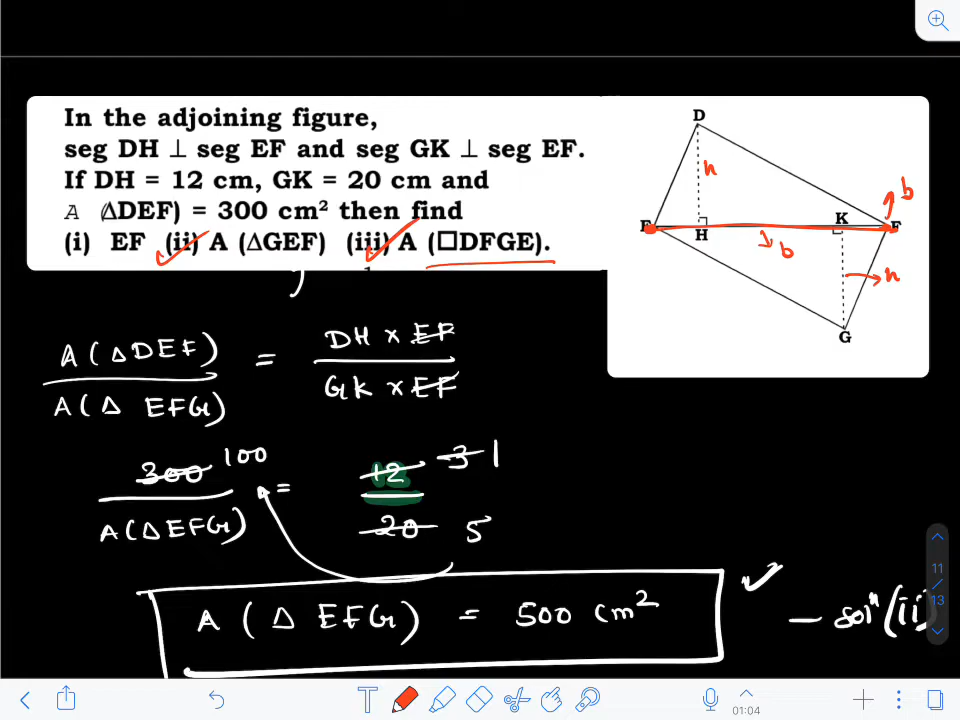 In the adjoining figure,
seg DH ⊥ seg EF and seg GK ⊥ seg EF.
If DH = 12 cm, GK = 20 cm and
A (ΔDEF) = 300 cm² then find
(i) EF (ii) A (ΔGEF) (iii) A (□DFGE).
D
h
b
E
H
K
F
b
h
G
A (Δ DEF) = DH × EF
A (Δ EFG) GK × EF
300 100 = 12 3 1
A (Δ EFG) 20 5
A ( Δ EFG ) = 500 cm²
— solⁿ (ii)
11
/
13
T
01:04